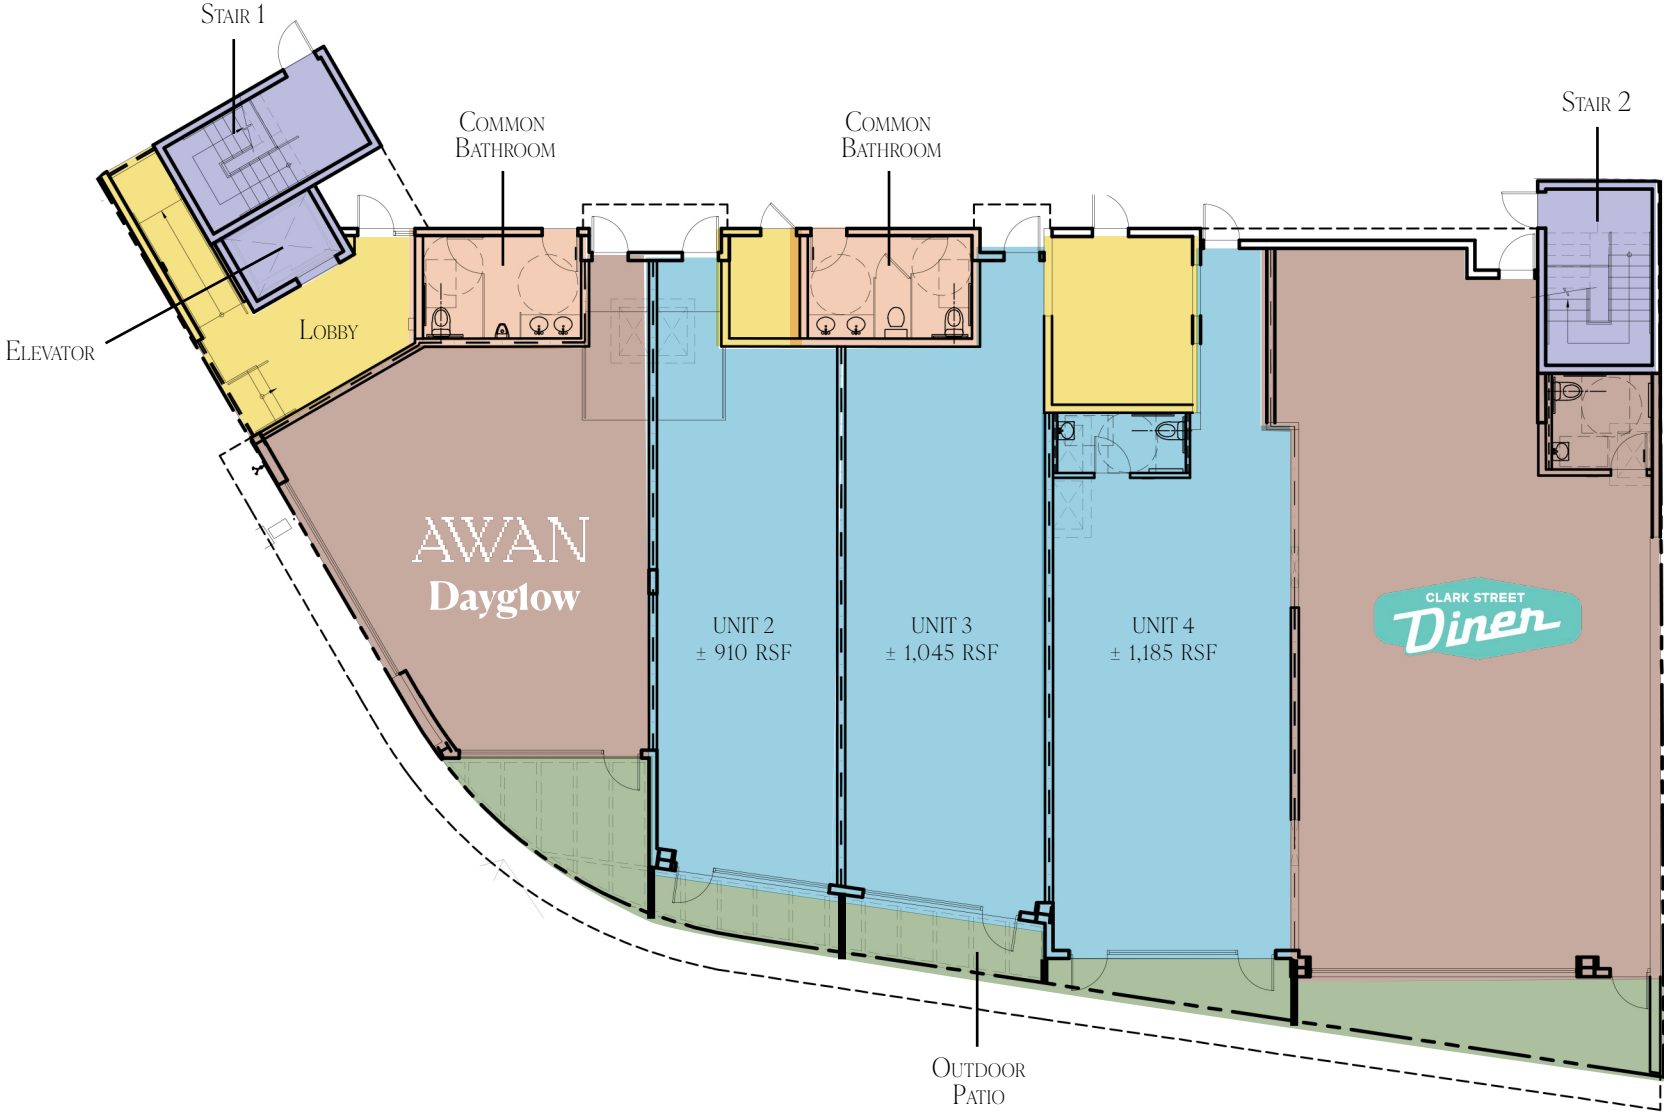 Stair 1
Common
Bathroom
Common
Bathroom
Stair 2
Elevator
Lobby
AWAN
Dayglow
UNIT 2
± 910 RSF
UNIT 3
± 1,045 RSF
UNIT 4
± 1,185 RSF
CLARK STREET
Diner
Outdoor
Patio